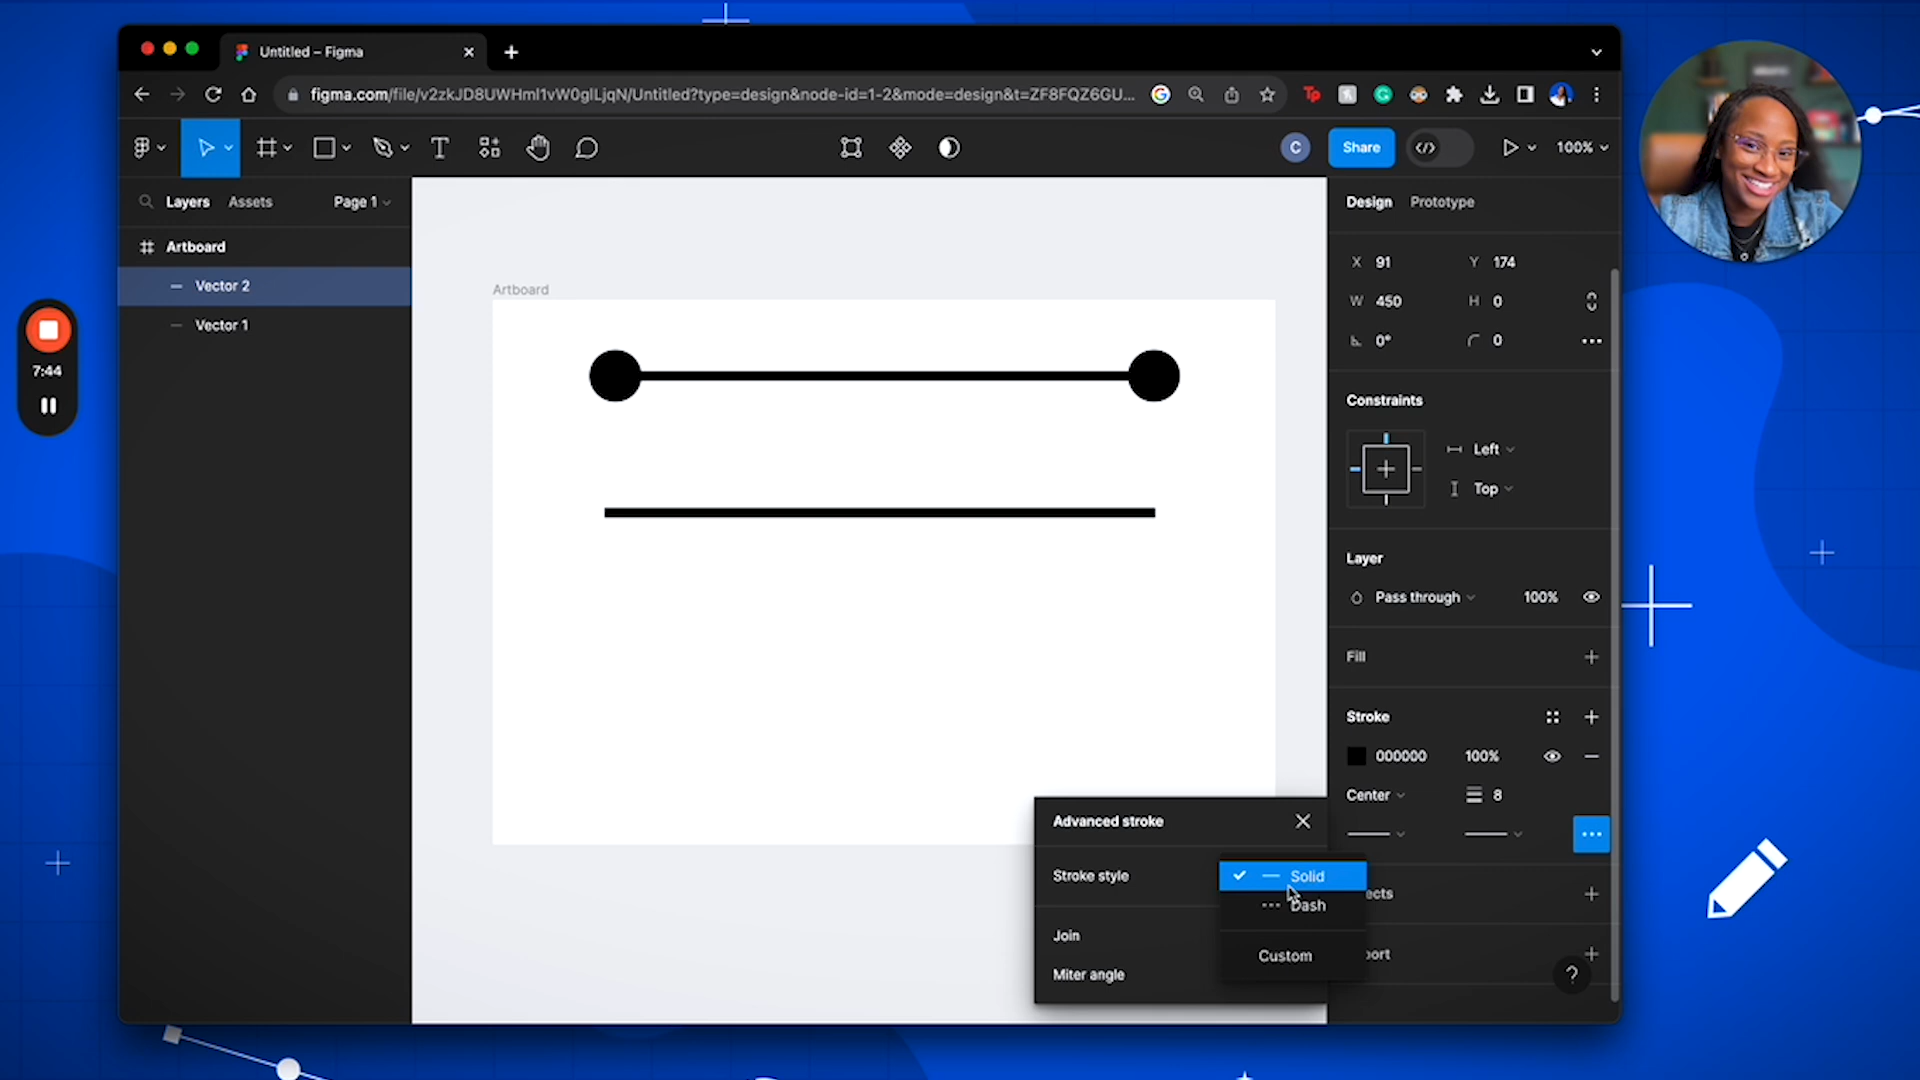 Untitled – Figma
figma.com/file/v2zkJD8UWHmI1vW0glLjqN/Untitled?type=design&node-id=1-2&mode=design&t=ZF8FQZ6GU...
C
Share
100%
Layers
Assets
Page 1
Design
Prototype
Artboard
Vector 2
Vector 1
Artboard
7:44
X 91
Y 174
W 450
H 0
0°
0
Constraints
Left
Top
Layer
Pass through
100%
Fill
Stroke
000000
100%
Center
8
Advanced stroke
Stroke style
Solid
Dash
Custom
Join
Miter angle
ects
port
?